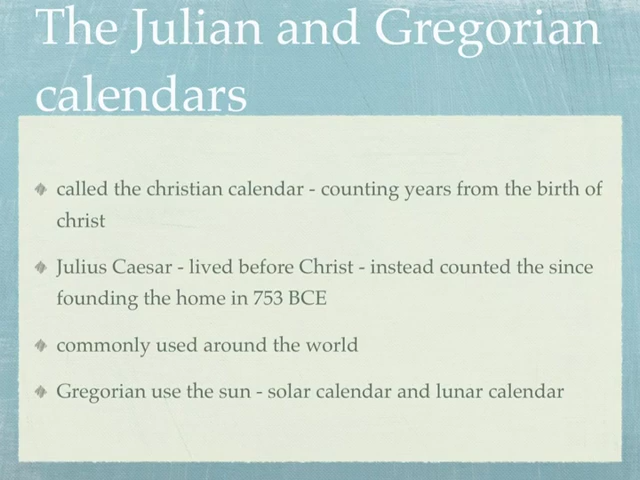 The Julian and Gregorian
calendars
called the christian calendar - counting years from the birth of
christ
Julius Caesar - lived before Christ - instead counted the since
founding the home in 753 BCE
commonly used around the world
Gregorian use the sun - solar calendar and lunar calendar